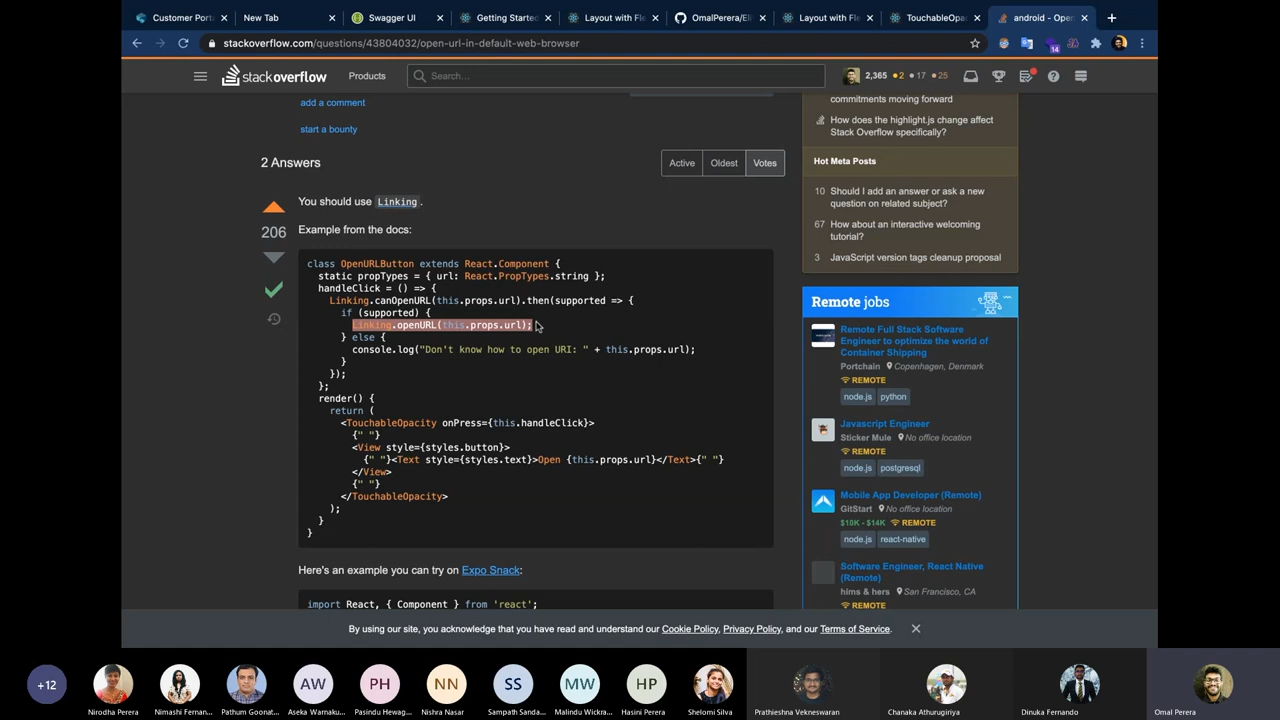 Customer Porta
New Tab
Swagger UI
Getting Started
Layout with Fle
OmalPerera/Eli
Layout with Fle
TouchableOpac
android - Open
stackoverflow.com/questions/43804032/open-url-in-default-web-browser
14
stackoverflow
Products
Search...
2,365 2 17 25
add a comment
start a bounty
2 Answers
Active
Oldest
Votes
You should use Linking .
206
Example from the docs:
class OpenURLButton extends React.Component {
static propTypes = { url: React.PropTypes.string };
handleClick = () => {
Linking.canOpenURL(this.props.url).then(supported => {
if (supported) {
Linking.openURL(this.props.url);
} else {
console.log("Don't know how to open URI: " + this.props.url);
}
});
};
render() {
return (
<TouchableOpacity onPress={this.handleClick}>
{" "}
<View style={styles.button}>
{" "}<Text style={styles.text}>Open {this.props.url}</Text>{" "}
</View>
{" "}
</TouchableOpacity>
);
}
}
Here's an example you can try on Expo Snack:
import React, { Component } from 'react';
commitments moving forward
How does the highlight.js change affect
Stack Overflow specifically?
Hot Meta Posts
10 Should I add an answer or ask a new
question on related subject?
67 How about an interactive welcoming
tutorial?
3 JavaScript version tags cleanup proposal
Remote jobs
Remote Full Stack Software
Engineer to optimize the world of
Container Shipping
Portchain Copenhagen, Denmark
REMOTE
node.js python
Javascript Engineer
Sticker Mule No office location
REMOTE
node.js postgresql
Mobile App Developer (Remote)
GitStart No office location
$10K - $14K REMOTE
node.js react-native
Software Engineer, React Native
(Remote)
hims & hers San Francisco, CA
REMOTE
By using our site, you acknowledge that you have read and understand our Cookie Policy, Privacy Policy, and our Terms of Service.
+12
AW
PH
NN
SS
MW
HP
Nirodha Perera
Nimashi Fernan...
Pathum Goonat...
Aseka Warnaku...
Pasindu Hewag...
Nishra Nasar
Sampath Sanda...
Malindu Wickra...
Hasini Perera
Shelomi Silva
Prathieshna Vekneswaran
Chanaka Athurugiriya
Dinuka Fernando
Omal Perera